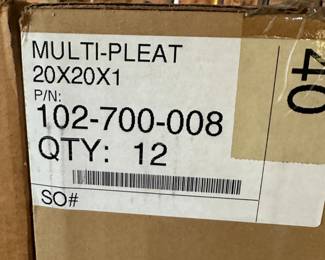 MULTI-PLEAT
20X20X1
P/N:
102-700-008
QTY: 12
SO#
40